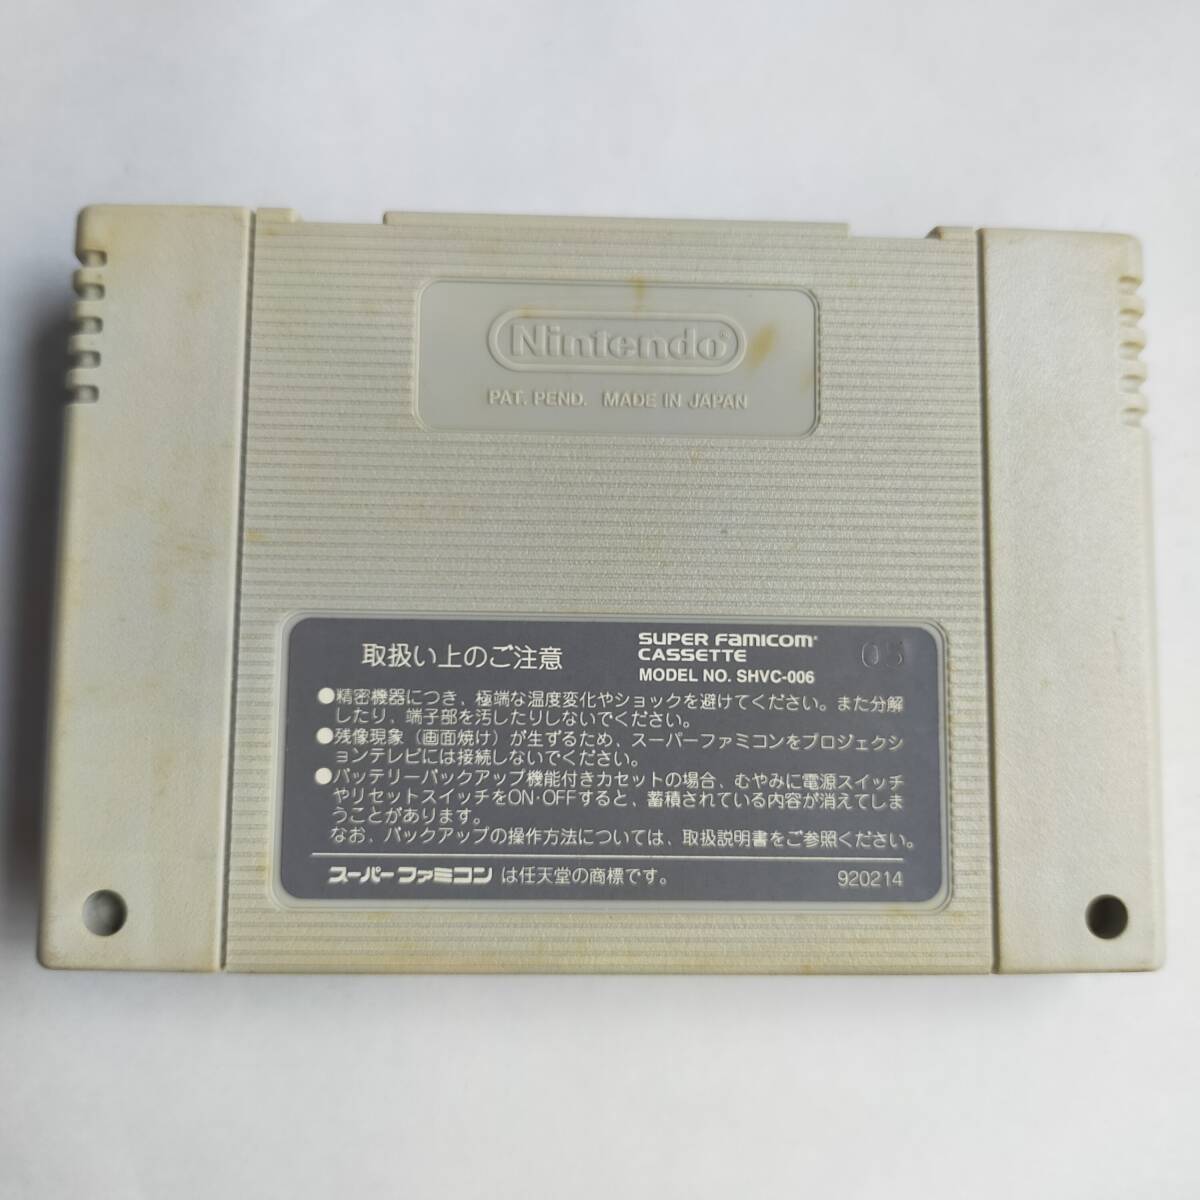 Nintendo®
PAT. PEND. MADE IN JAPAN
取扱い上のご注意
SUPER FAMICOM®
CASSETTE
MODEL NO. SHVC-006
05
●精密機器につき、極端な温度変化やショックを避けてください。また分解
したり、端子部を汚したりしないでください。
●残像現象（画面焼け）が生ずるため、スーパーファミコンをプロジェクシ
ョンテレビには接続しないでください。
●バッテリーバックアップ機能付きカセットの場合、むやみに電源スイッチ
やリセットスイッチをON・OFFすると、蓄積されている内容が消えてしま
うことがあります。
なお、バックアップの操作方法については、取扱説明書をご参照ください。
スーパーファミコン は任天堂の商標です。
920214